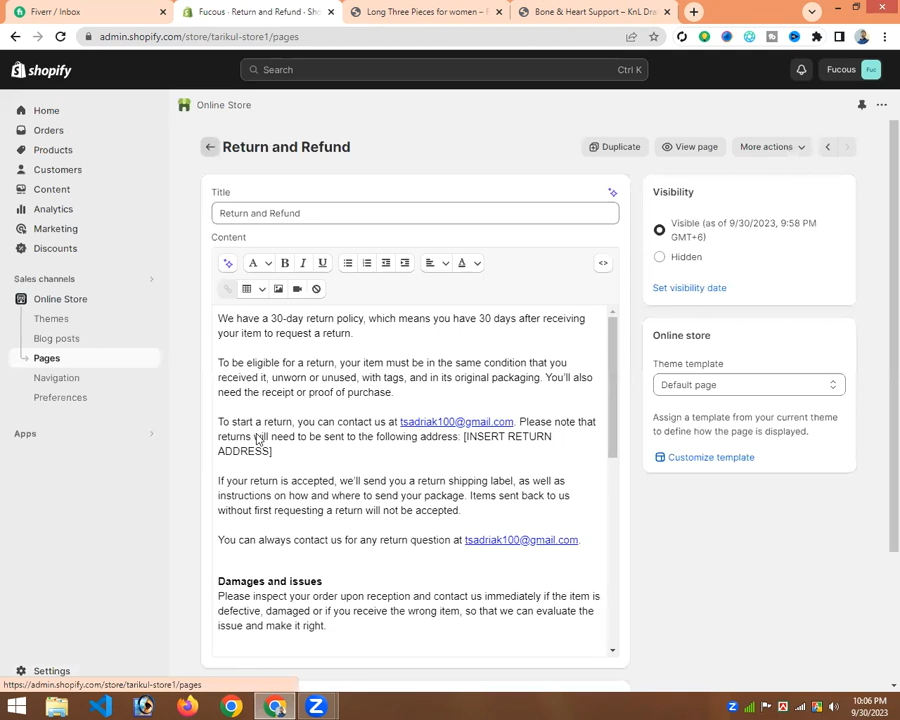 Fiverr / Inbox
Fucous · Return and Refund · Sh
Long Three Pieces for women – F
Bone & Heart Support – KnL Dra
admin.shopify.com/store/tarikul-store1/pages
shopify
Search
Ctrl K
Fucous
Fuc
Home
Orders
Products
Customers
Content
Analytics
Marketing
Discounts
Sales channels
Online Store
Themes
Blog posts
Pages
Navigation
Preferences
Apps
Settings
Online Store
Return and Refund
Duplicate
View page
More actions
Title
Return and Refund
Content
A
B
I
U
A
We have a 30-day return policy, which means you have 30 days after receiving
your item to request a return.
To be eligible for a return, your item must be in the same condition that you
received it, unworn or unused, with tags, and in its original packaging. You'll also
need the receipt or proof of purchase.
To start a return, you can contact us at tsadriak100@gmail.com. Please note that
returns will need to be sent to the following address: [INSERT RETURN
ADDRESS]
If your return is accepted, we'll send you a return shipping label, as well as
instructions on how and where to send your package. Items sent back to us
without first requesting a return will not be accepted.
You can always contact us for any return question at tsadriak100@gmail.com.
Damages and issues
Please inspect your order upon reception and contact us immediately if the item is
defective, damaged or if you receive the wrong item, so that we can evaluate the
issue and make it right.
Visibility
Visible (as of 9/30/2023, 9:58 PM
GMT+6)
Hidden
Set visibility date
Online store
Theme template
Default page
Assign a template from your current theme
to define how the page is displayed.
Customize template
https://admin.shopify.com/store/tarikul-store1/pages
10:06 PM
9/30/2023